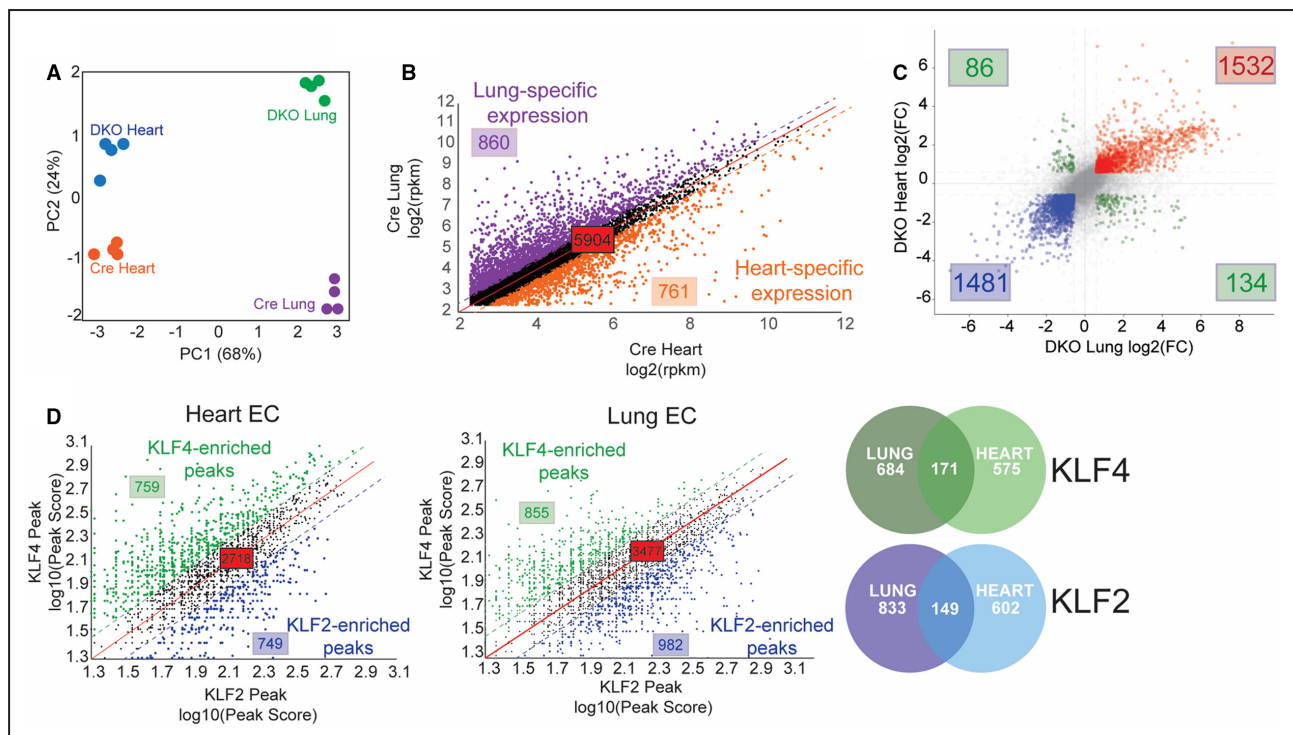 A
2
1
0
-1
-2
PC2 (24%)
DKO Heart
DKO Lung
Cre Heart
Cre Lung
-3 -2 -1 0 1 2 3
PC1 (68%)
B
12
11
10
9
8
7
6
5
4
3
2
Cre Lung
log2(rpkm)
Lung-specific
expression
860
5904
761
Heart-specific
expression
2 4 6 8 10 12
Cre Heart
log2(rpkm)
C
6
4
2
0
-2
-4
-6
DKO Heart log2(FC)
86
1532
1481
134
-6 -4 -2 0 2 4 6 8
DKO Lung log2(FC)
D
Heart EC
3.1
2.9
2.7
2.5
2.3
2.1
1.9
1.7
1.5
1.3
KLF4 Peak
log10(Peak Score)
KLF4-enriched
peaks
759
2718
749
KLF2-enriched
peaks
1.3 1.5 1.7 1.9 2.1 2.3 2.5 2.7 2.9 3.1
KLF2 Peak
log10(Peak Score)
Lung EC
3.1
2.9
2.7
2.5
2.3
2.1
1.9
1.7
1.5
1.3
KLF4 Peak
log10(Peak Score)
KLF4-enriched
peaks
855
3477
982
KLF2-enriched
peaks
1.3 1.5 1.7 1.9 2.1 2.3 2.5 2.7 2.9 3.1
KLF2 Peak
log10(Peak Score)
LUNG
684
171
HEART
575
KLF4
LUNG
833
149
HEART
602
KLF2